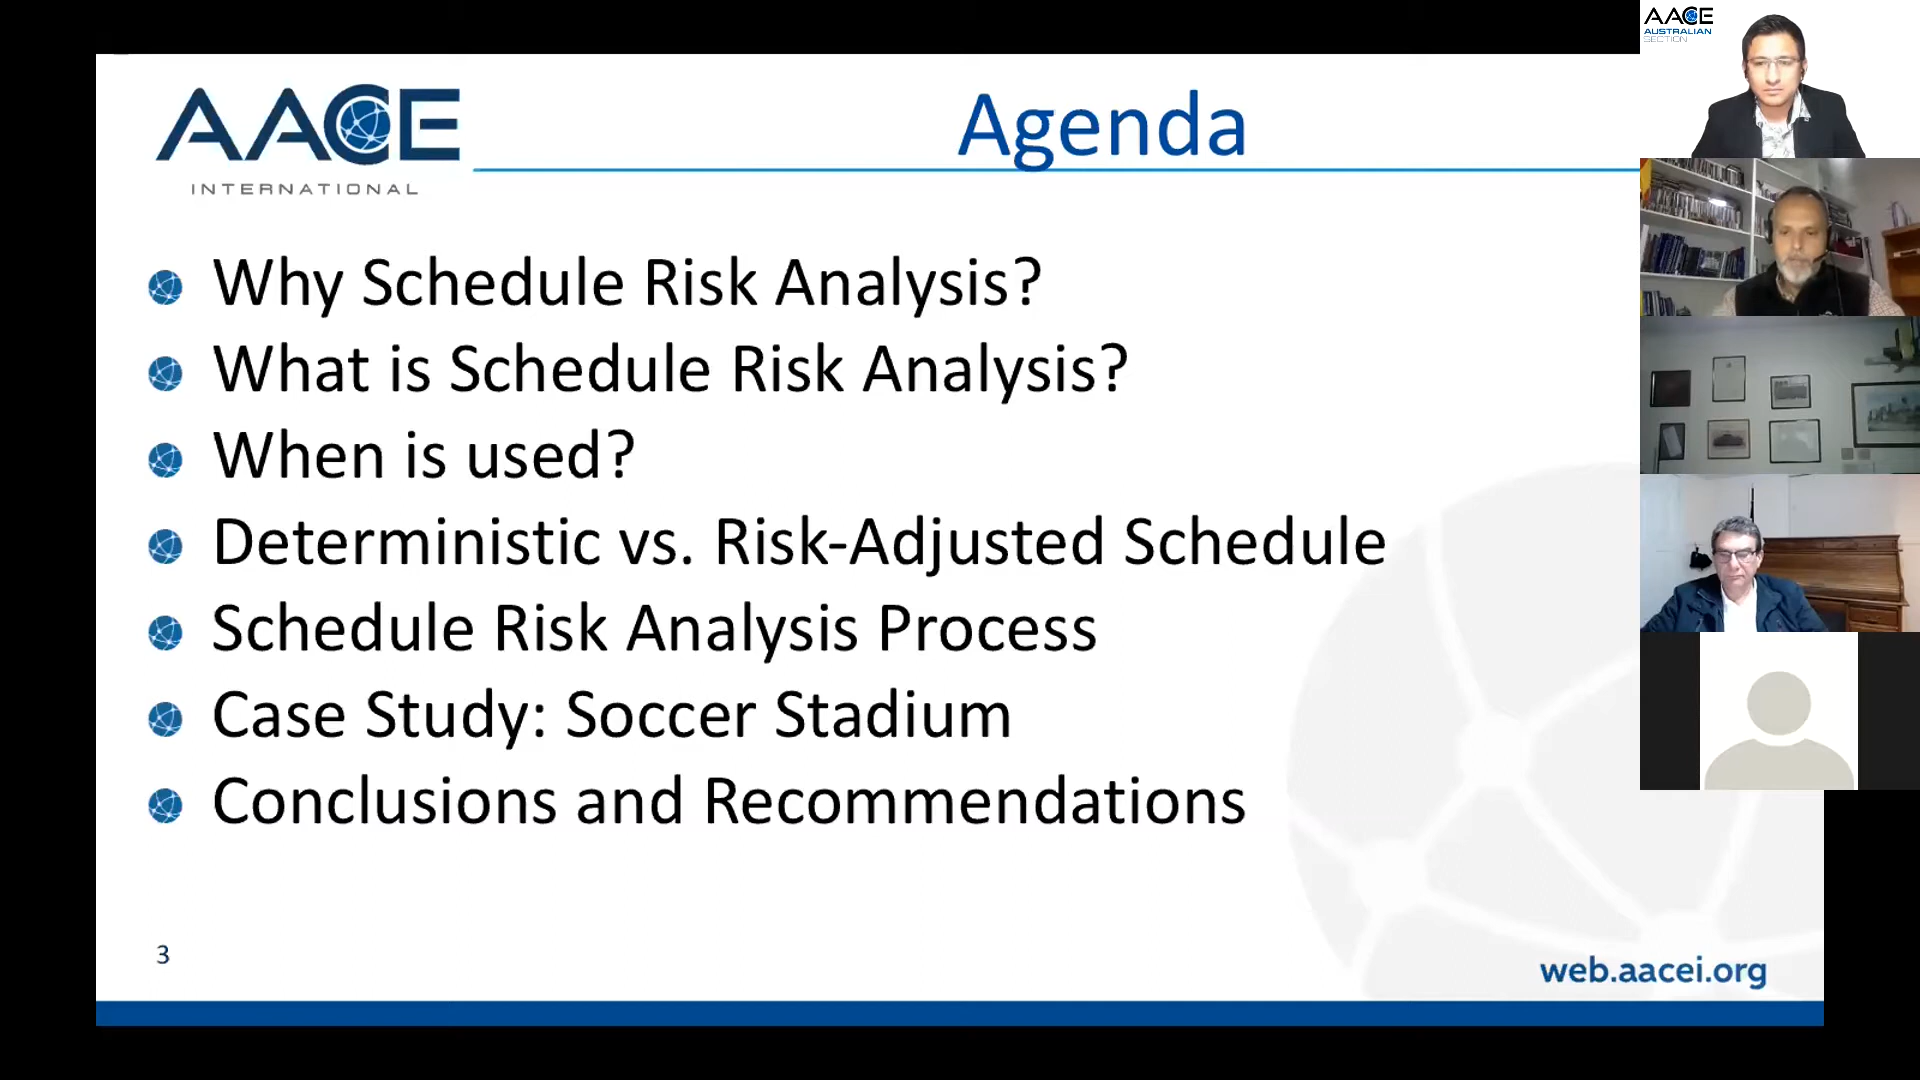 AACE
INTERNATIONAL
Agenda
Why Schedule Risk Analysis?
What is Schedule Risk Analysis?
When is used?
Deterministic vs. Risk-Adjusted Schedule
Schedule Risk Analysis Process
Case Study: Soccer Stadium
Conclusions and Recommendations
3
web.aacei.org
AACE
AUSTRALIAN
SECTION